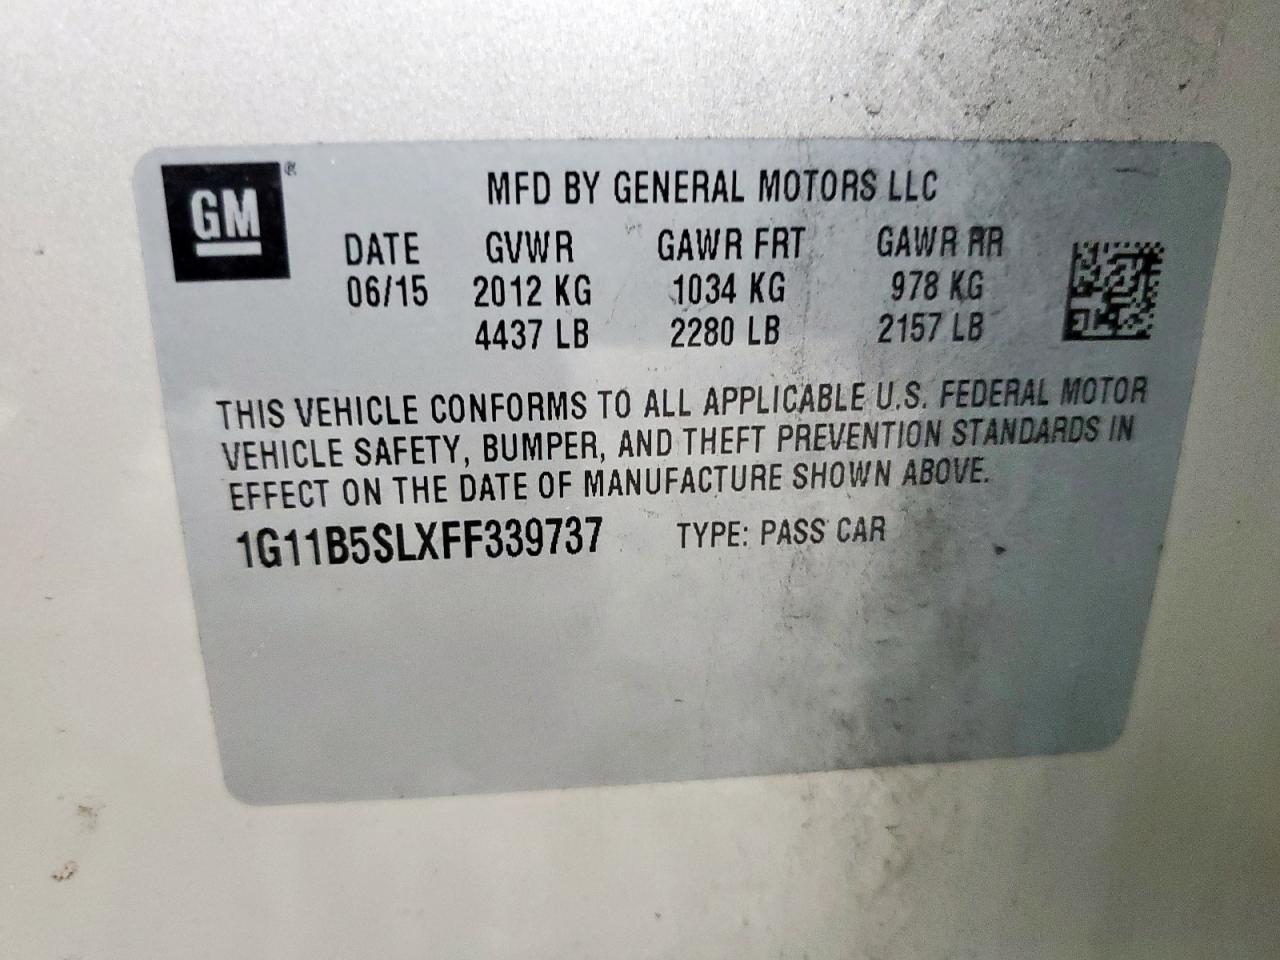 GM®
MFD BY GENERAL MOTORS LLC
DATE GVWR GAWR FRT GAWR RR
06/15 2012 KG 1034 KG 978 KG
4437 LB 2280 LB 2157 LB
THIS VEHICLE CONFORMS TO ALL APPLICABLE U.S. FEDERAL MOTOR
VEHICLE SAFETY, BUMPER, AND THEFT PREVENTION STANDARDS IN
EFFECT ON THE DATE OF MANUFACTURE SHOWN ABOVE.
1G11B5SLXFF339737 TYPE: PASS CAR